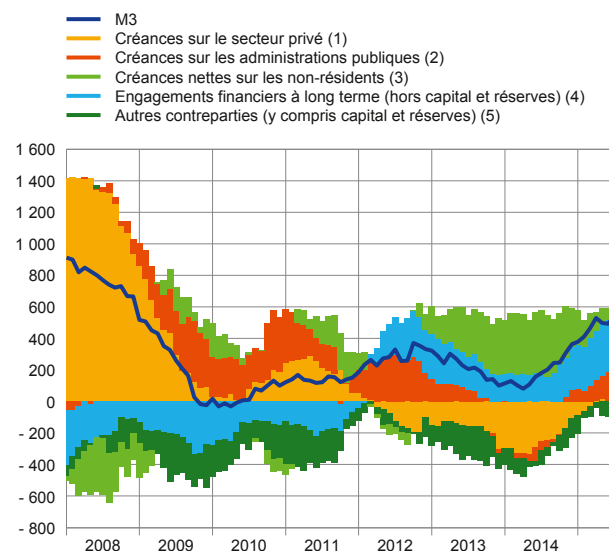 M3
Créances sur le secteur privé (1)
Créances sur les administrations publiques (2)
Créances nettes sur les non-résidents (3)
Engagements financiers à long terme (hors capital et réserves) (4)
Autres contreparties (y compris capital et réserves) (5)
1 600
1 400
1 200
1 000
800
600
400
200
0
- 200
- 400
- 600
- 800
2008 2009 2010 2011 2012 2013 2014